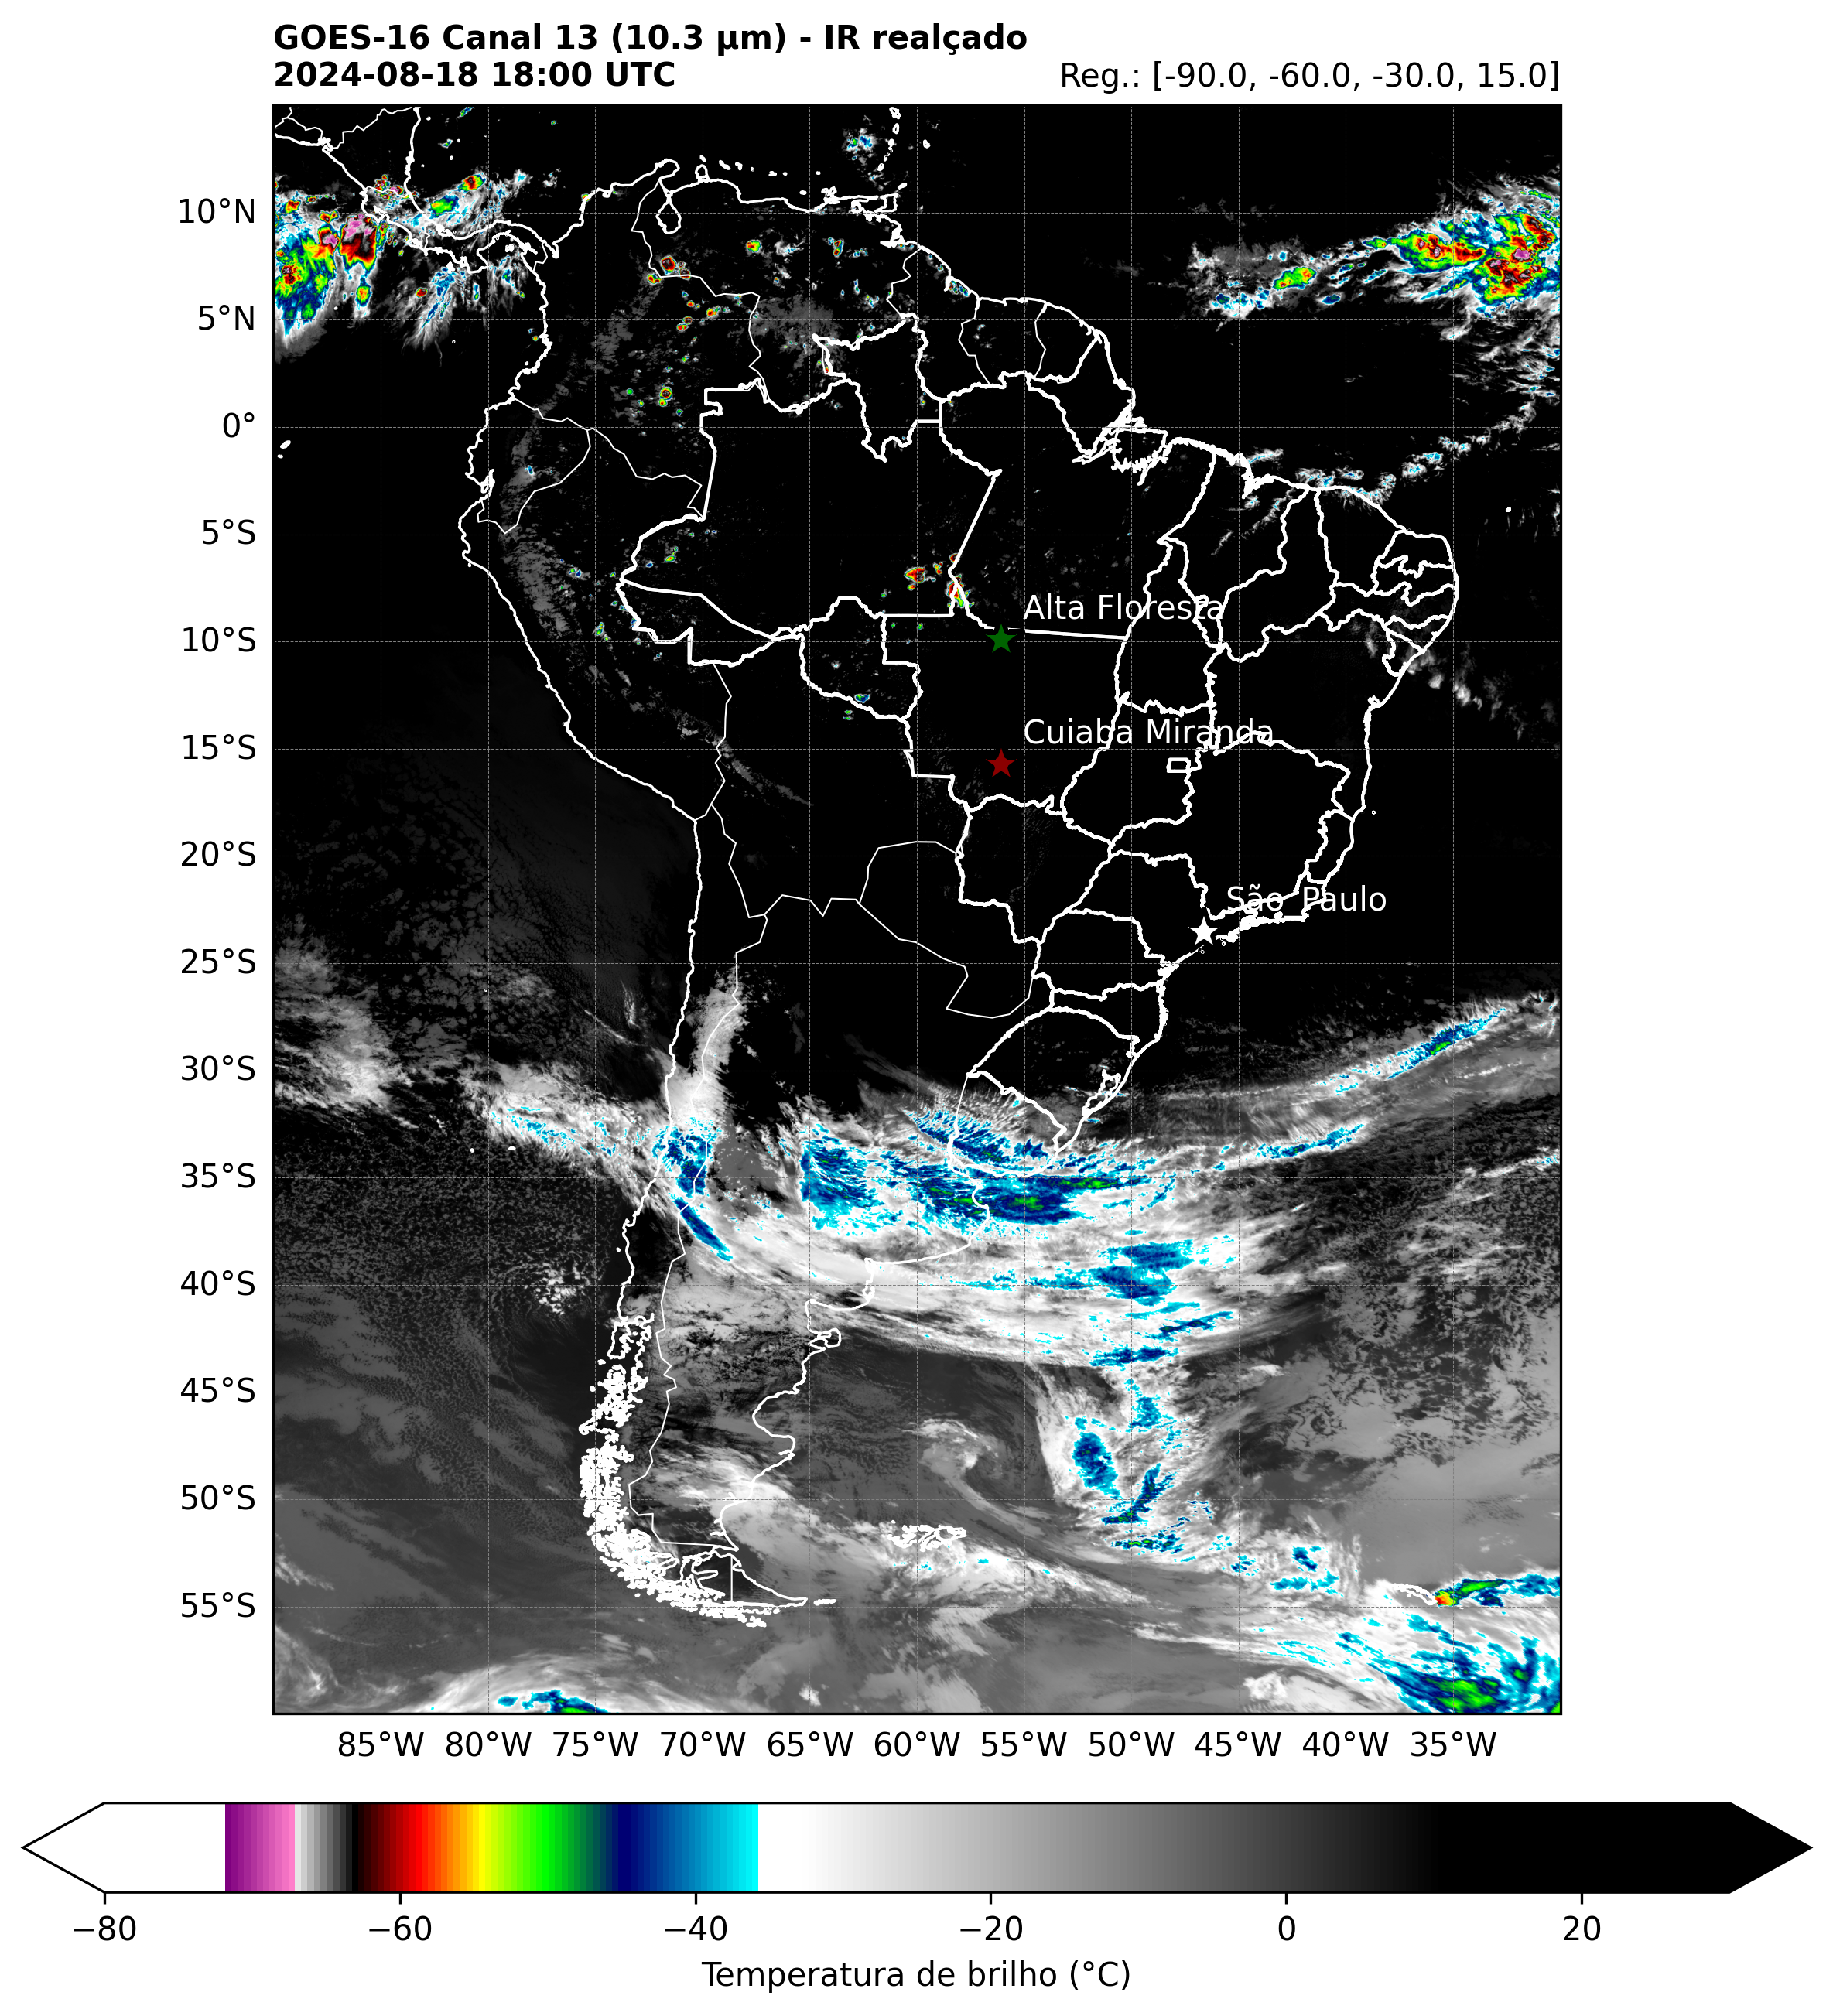 GOES-16 Canal 13 (10.3 µm) - IR realçado
2024-08-18 18:00 UTC
Reg.: [-90.0, -60.0, -30.0, 15.0]
10°N
5°N
0°
5°S
Alta Floresta
10°S
Cuiaba Miranda
15°S
20°S
São Paulo
25°S
30°S
35°S
40°S
45°S
50°S
55°S
85°W 80°W 75°W 70°W 65°W 60°W 55°W 50°W 45°W 40°W 35°W
−80 −60 −40 −20 0 20
Temperatura de brilho (°C)